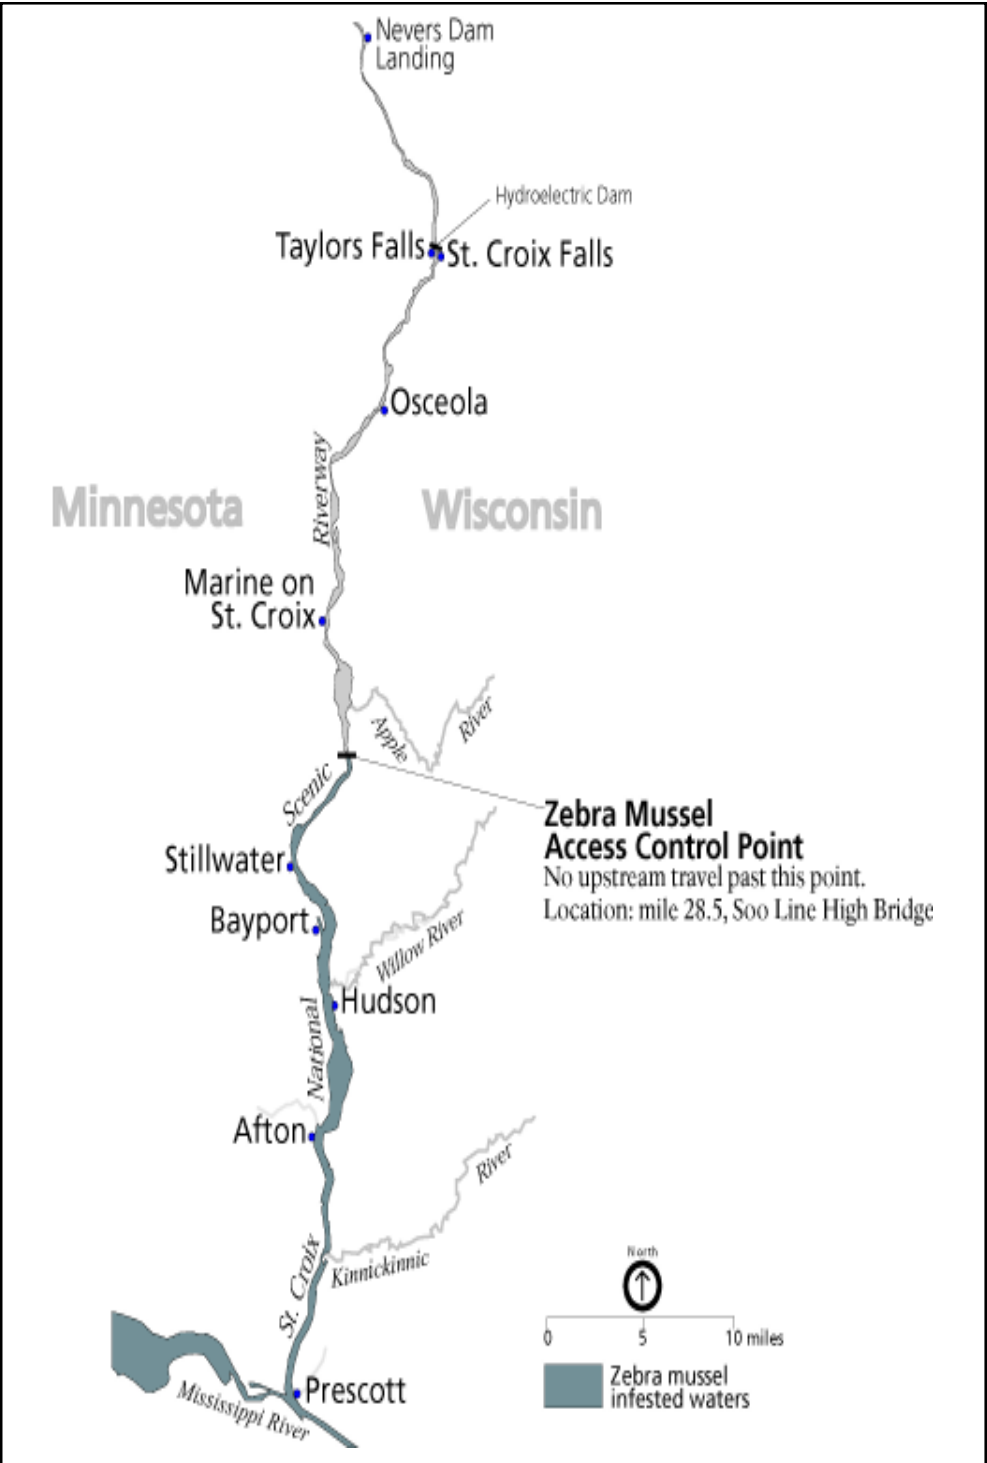 Nevers Dam
Landing
Hydroelectric Dam
Taylors Falls
St. Croix Falls
Osceola
Riverway
Minnesota
Wisconsin
Marine on
St. Croix
Apple
River
Scenic
Zebra Mussel
Access Control Point
No upstream travel past this point.
Location: mile 28.5, Soo Line High Bridge
Stillwater
Bayport
Willow River
Hudson
National
Afton
River
Kinnickinnic
St. Croix
North
0 5 10 miles
Zebra mussel
infested waters
Prescott
Mississippi River